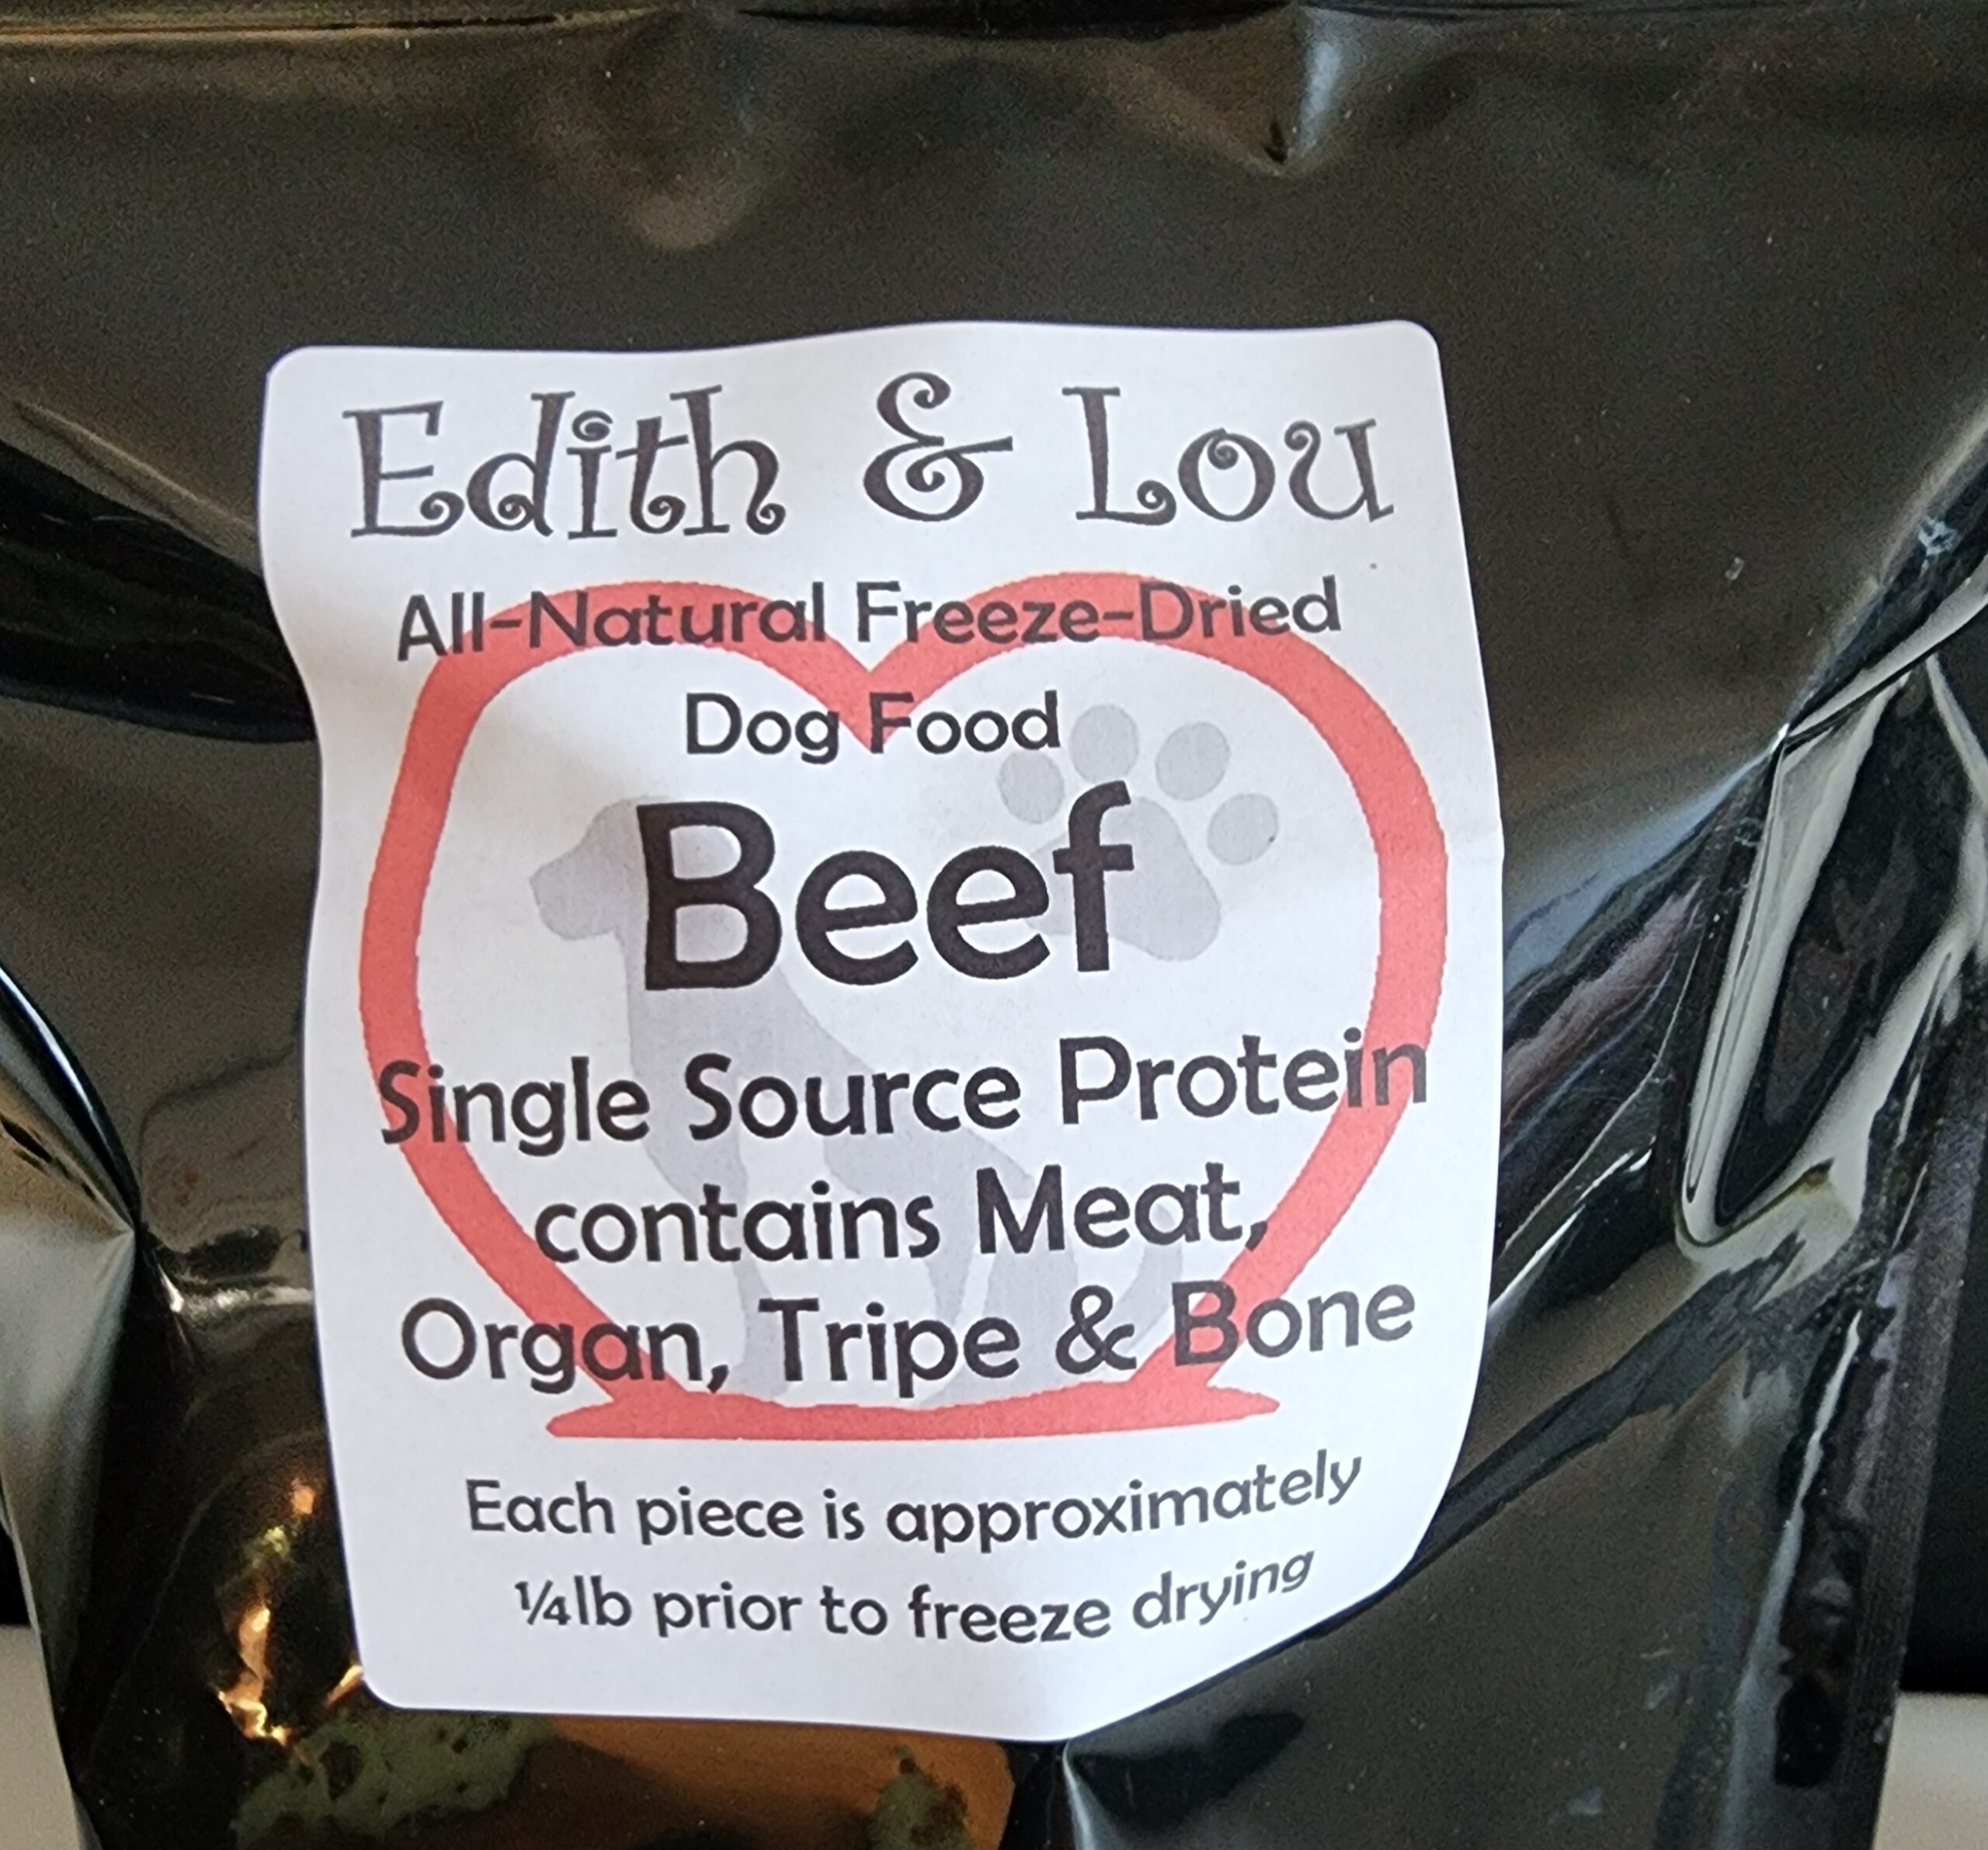 Edith & Lou
All-Natural Freeze-Dried
Dog Food
Beef
Single Source Protein
contains Meat,
Organ, Tripe & Bone
Each piece is approximately
¼lb prior to freeze drying